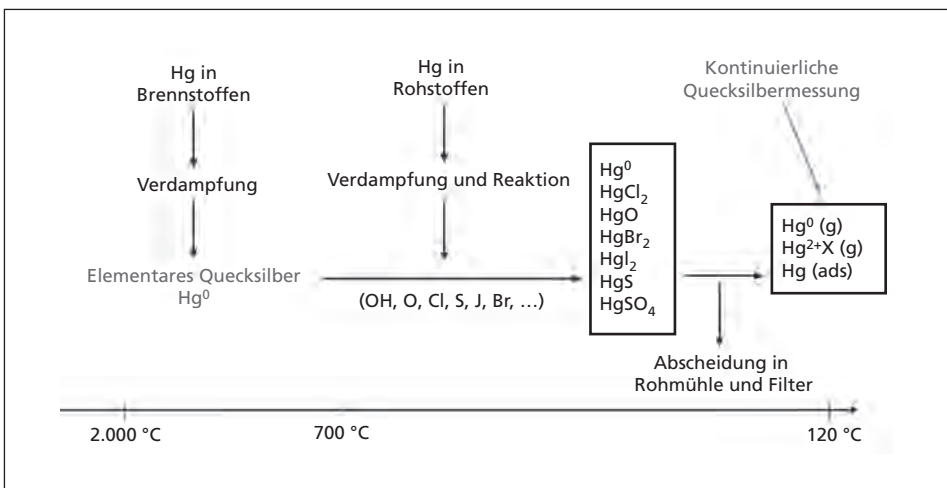 Hg in
Brennstoffen
Verdampfung
Elementares Quecksilber
Hg⁰
Hg in
Rohstoffen
Verdampfung und Reaktion
(OH, O, Cl, S, J, Br, …)
Hg⁰
HgCl₂
HgO
HgBr₂
HgI₂
HgS
HgSO₄
Abscheidung in
Rohmühle und Filter
Kontinuierliche
Quecksilbermessung
Hg⁰ (g)
Hg²⁺X (g)
Hg (ads)
2.000 °C
700 °C
120 °C